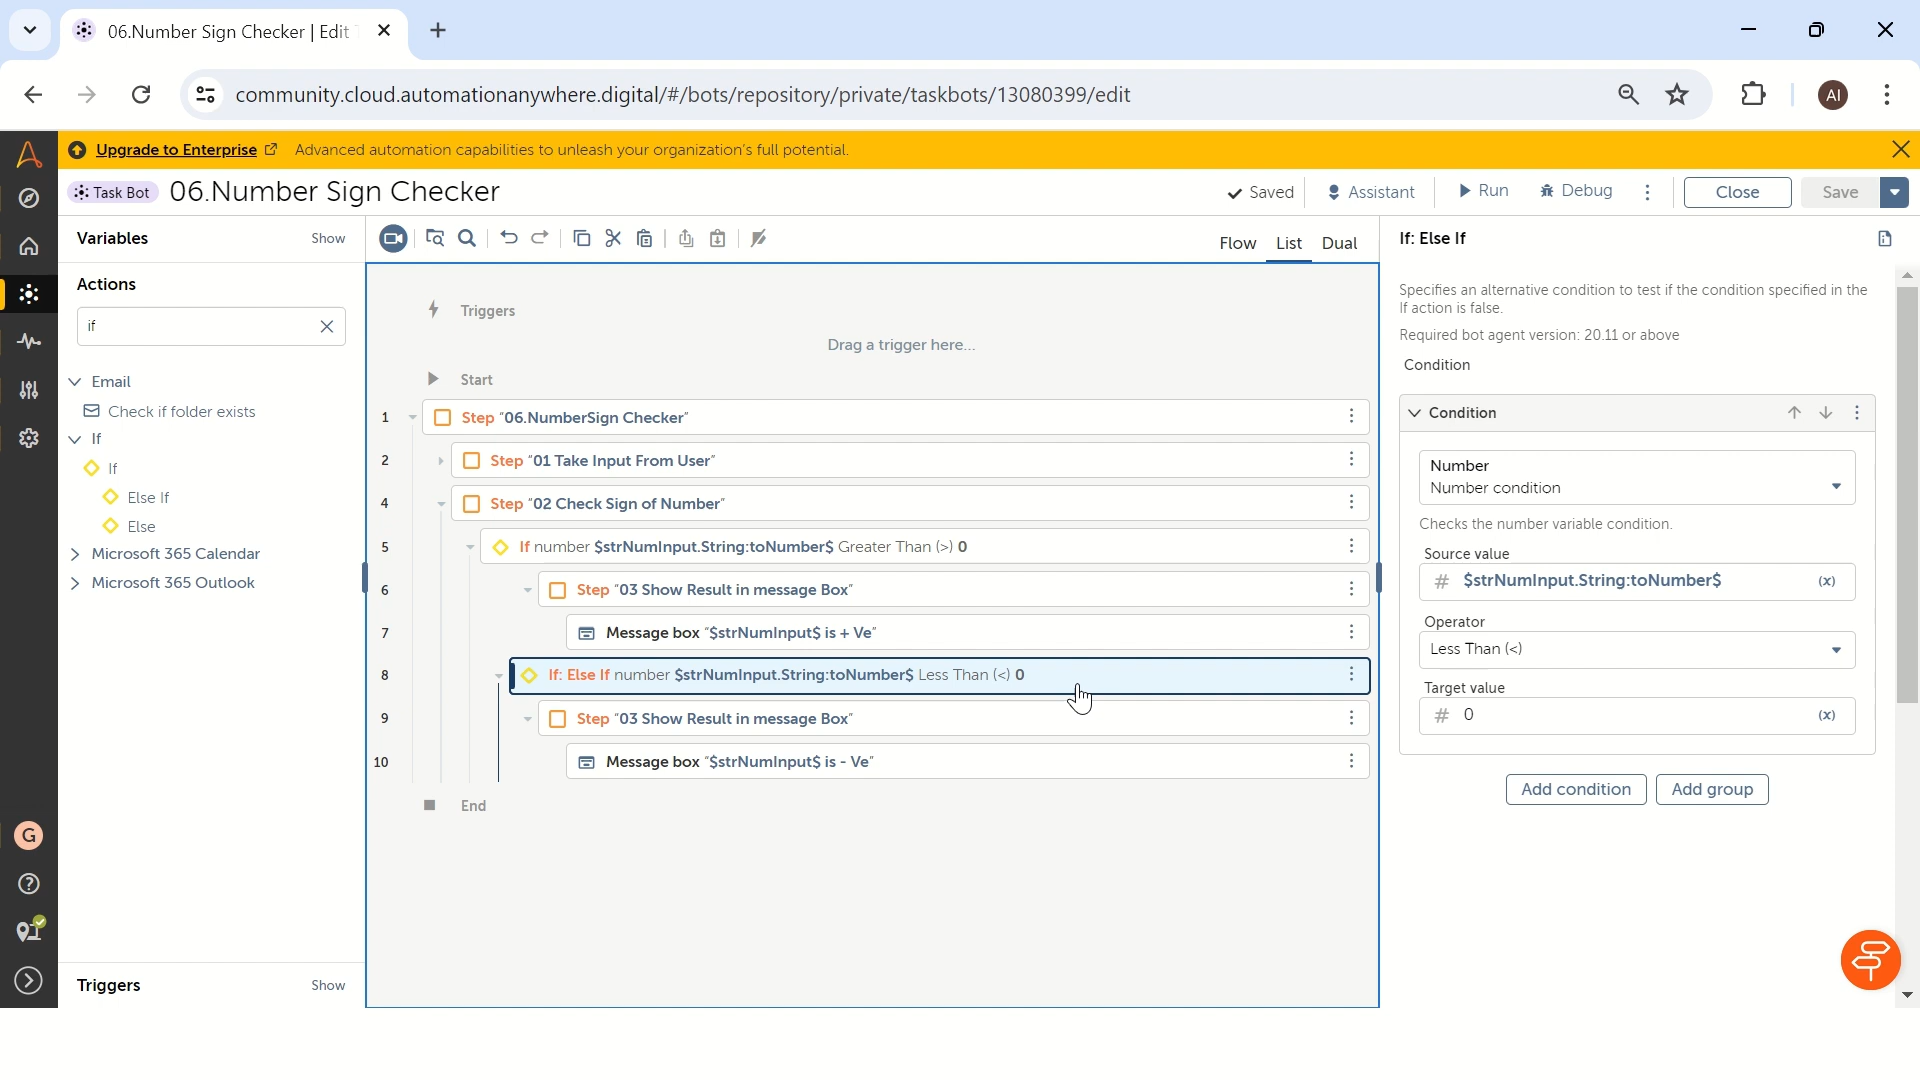 06.Number Sign Checker | Edit
community.cloud.automationanywhere.digital/#/bots/repository/private/taskbots/13080399/edit
AI
Upgrade to Enterprise Advanced automation capabilities to unleash your organization's full potential.
Task Bot 06.Number Sign Checker
Saved Assistant Run Debug Close Save
Variables Show
Flow List Dual
If: Else If
Actions
if
Email
Check if folder exists
If
If
Else If
Else
Microsoft 365 Calendar
Microsoft 365 Outlook
G
Triggers Show
Triggers
Drag a trigger here...
Start
1 Step "06.NumberSign Checker"
2 Step "01 Take Input From User"
4 Step "02 Check Sign of Number"
5 If number $strNumInput.String:toNumber$ Greater Than (>) 0
6 Step "03 Show Result in message Box"
7 Message box "$strNumInput$ is + Ve"
8 If: Else If number $strNumInput.String:toNumber$ Less Than (<) 0
9 Step "03 Show Result in message Box"
10 Message box "$strNumInput$ is - Ve"
End
Specifies an alternative condition to test if the condition specified in the
If action is false.
Required bot agent version: 20.11 or above
Condition
Condition
Number
Number condition
Checks the number variable condition.
Source value
# $strNumInput.String:toNumber$ (x)
Operator
Less Than (<)
Target value
# 0 (x)
Add condition Add group